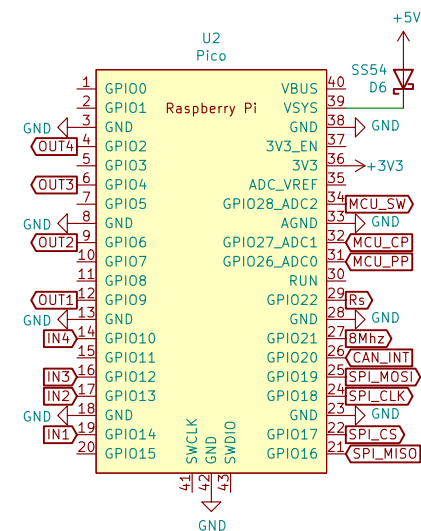 +5V
U2
Pico
SS54
D6
Raspberry Pi
1 GPIO0 VBUS 40
2 GPIO1 VSYS 39
GND 3 GND GND 38 GND
OUT4 4 GPIO2 3V3_EN 37
5 GPIO3 3V3 36 +3V3
OUT3 6 GPIO4 ADC_VREF 35
7 GPIO5 GPIO28_ADC2 34 MCU_SW
GND 8 GND AGND 33 GND
OUT2 9 GPIO6 GPIO27_ADC1 32 MCU_CP
10 GPIO7 GPIO26_ADC0 31 MCU_PP
11 GPIO8 RUN 30
OUT1 12 GPIO9 GPIO22 29 Rs
GND 13 GND GND 28 GND
IN4 14 GPIO10 GPIO21 27 8Mhz
15 GPIO11 GPIO20 26 CAN_INT
IN3 16 GPIO12 GPIO19 25 SPI_MOSI
IN2 17 GPIO13 GPIO18 24 SPI_CLK
GND 18 GND GND 23 GND
IN1 19 GPIO14 GPIO17 22 SPI_CS
20 GPIO15 GPIO16 21 SPI_MISO
SWCLK GND SWDIO
41 42 43
GND